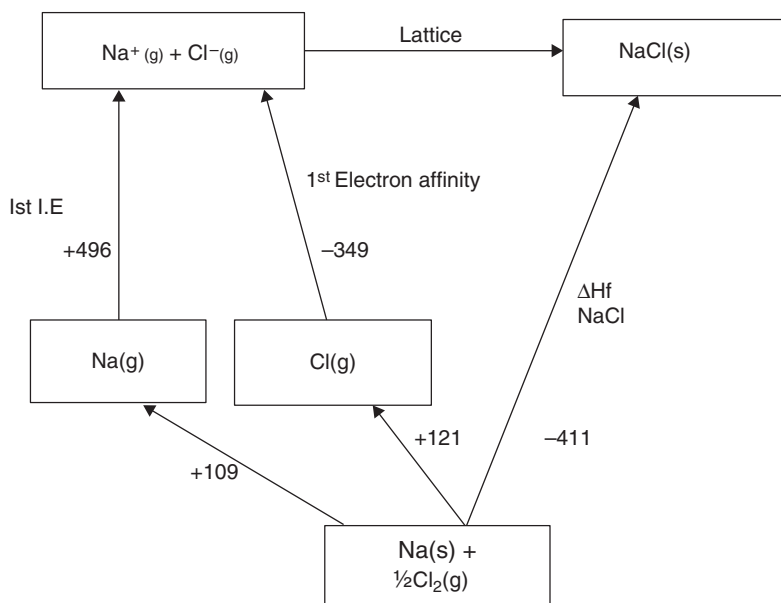 Lattice
Na⁺ (g) + Cl⁻(g)
NaCl(s)
1ˢᵗ Electron affinity
Ist I.E
+496
–349
ΔHf
NaCl
Na(g)
Cl(g)
+121
–411
+109
Na(s) +
½Cl₂(g)